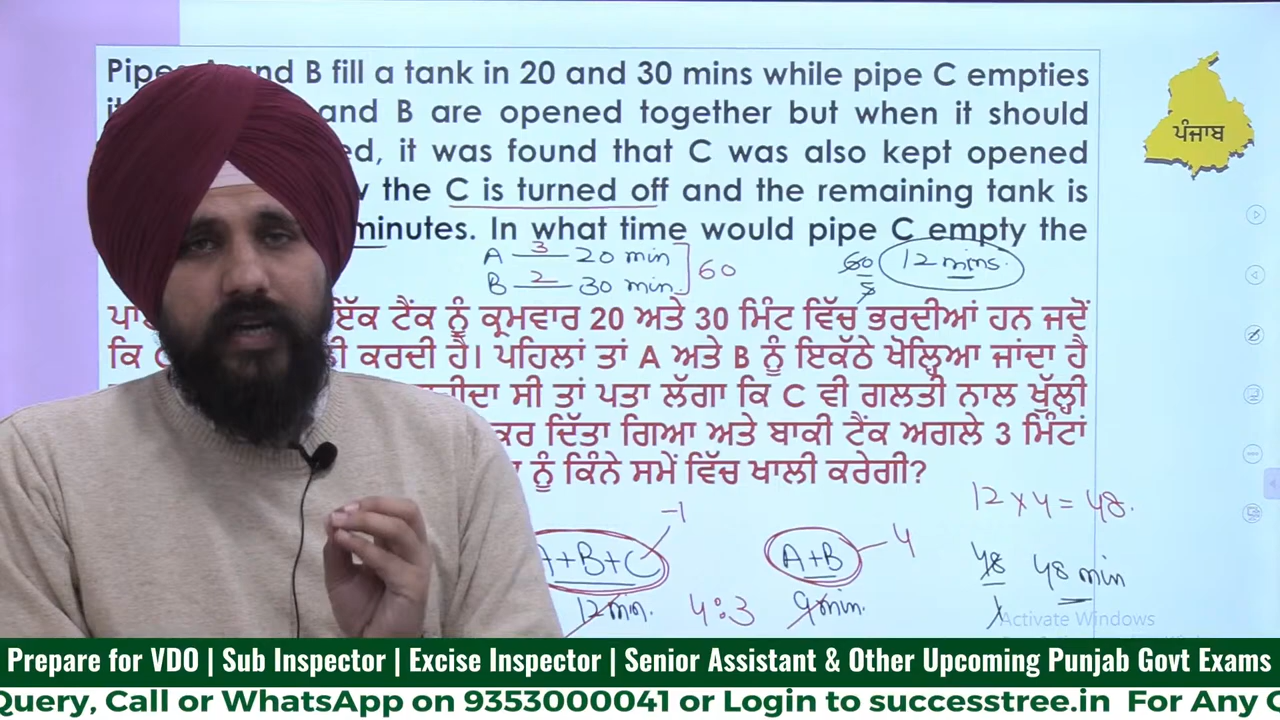 and B fill a tank in 20 and 30 mins while pipe C empties
and B are opened together but when it should
it was found that C was also kept opened
the C is turned off and the remaining tank is
minutes. In what time would pipe C empty the
A 3 20 min
B 2 30 min.
60
60
5
12 mins.
ਪੰਜਾਬ
ਇੱਕ ਟੈਂਕ ਨੂੰ ਕ੍ਰਮਵਾਰ 20 ਅਤੇ 30 ਮਿੰਟ ਵਿੱਚ ਭਰਦੀਆਂ ਹਨ ਜਦੋਂ
ਕਿ ਕਰਦੀ ਹੈ। ਪਹਿਲਾਂ ਤਾਂ A ਅਤੇ B ਨੂੰ ਇਕੱਠੇ ਖੋਲ੍ਹਿਆ ਜਾਂਦਾ ਹੈ
ਸੀ ਤਾਂ ਪਤਾ ਲੱਗਾ ਕਿ C ਵੀ ਗਲਤੀ ਨਾਲ ਖੁੱਲ੍ਹੀ
ਕਰ ਦਿੱਤਾ ਗਿਆ ਅਤੇ ਬਾਕੀ ਟੈਂਕ ਅਗਲੇ 3 ਮਿੰਟਾਂ
ਨੂੰ ਕਿੰਨੇ ਸਮੇਂ ਵਿੱਚ ਖਾਲੀ ਕਰੇਗੀ?
-1
A+B+C
12 min.
4:3
A+B
4
9 min.
12 x 4 = 48.
48
1
48 min
Activate Windows
Prepare for VDO | Sub Inspector | Excise Inspector | Senior Assistant & Other Upcoming Punjab Govt Exams
Query, Call or WhatsApp on 9353000041 or Login to successtree.in For Any